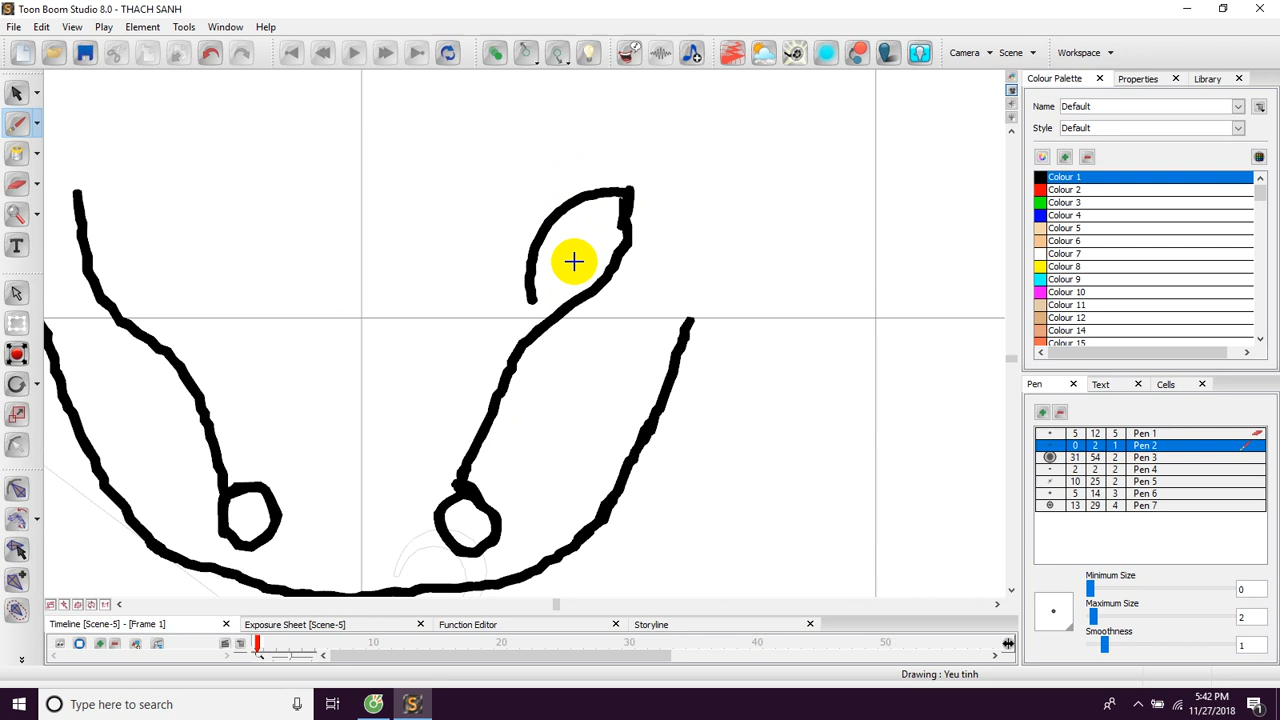 Toon Boom Studio 8.0 - THACH SANH
File Edit View Play Element Tools Window Help
Camera Scene Workspace
Colour Palette Properties Library
Name Default
Style Default
Colour 1
Colour 2
Colour 3
Colour 4
Colour 5
Colour 6
Colour 7
Colour 8
Colour 9
Colour 10
Colour 11
Colour 12
Colour 14
Colour 15
Pen Text Cells
5 12 5 Pen 1
0 2 1 Pen 2
31 54 2 Pen 3
2 2 2 Pen 4
10 25 2 Pen 5
5 14 3 Pen 6
13 29 4 Pen 7
Minimum Size
0
Maximum Size
2
Smoothness
1
Timeline [Scene-5] - [Frame 1] Exposure Sheet [Scene-5] Function Editor Storyline
10 20 30 40 50
Drawing : Yeu tinh
Type here to search
5:42 PM
11/27/2018